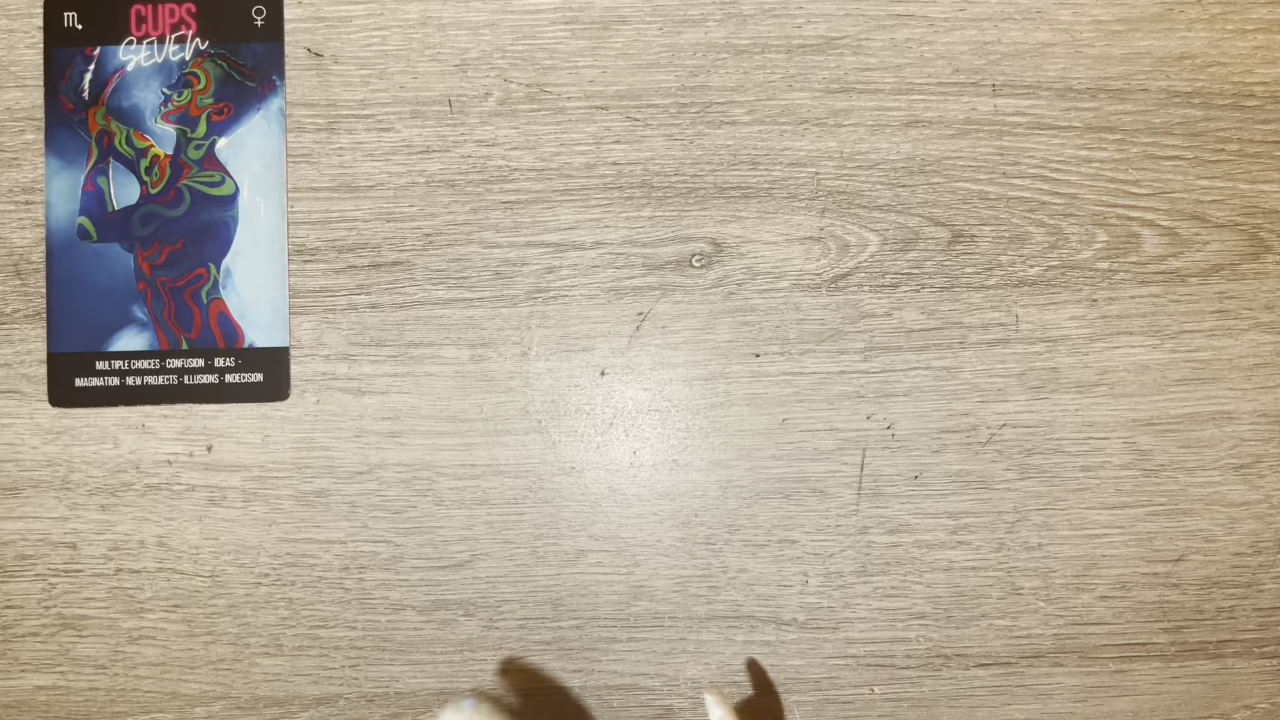 ♏ CUPS ♀
SEVEN
MULTIPLE CHOICES - CONFUSION - IDEAS -
IMAGINATION - NEW PROJECTS - ILLUSIONS - INDECISION